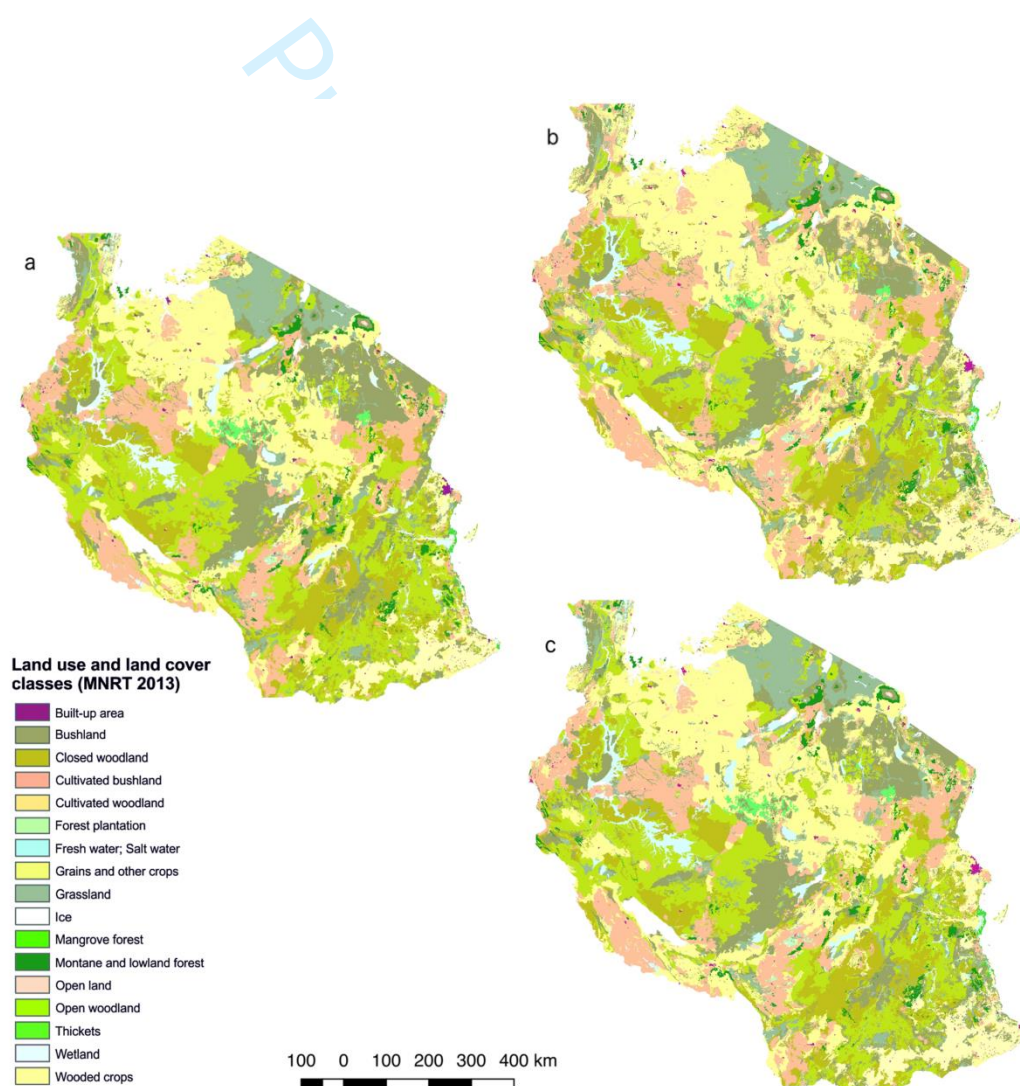 b
a
c
Land use and land cover
classes (MNRT 2013)
Built-up area
Bushland
Closed woodland
Cultivated bushland
Cultivated woodland
Forest plantation
Fresh water; Salt water
Grains and other crops
Grassland
Ice
Mangrove forest
Montane and lowland forest
Open land
Open woodland
Thickets
Wetland
Wooded crops
100 0 100 200 300 400 km